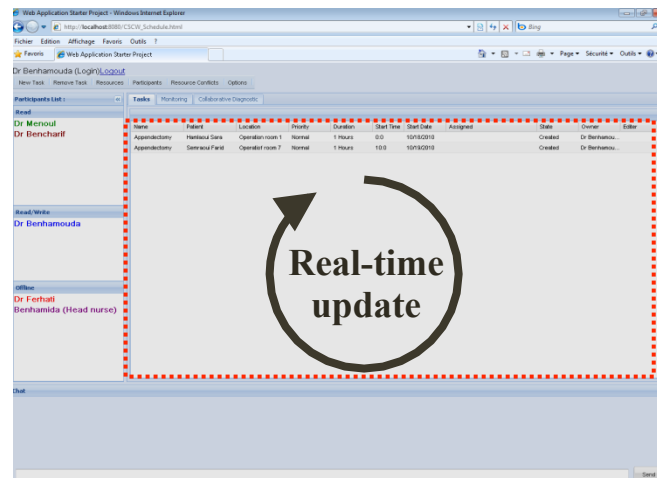 Web Application Starter Project - Windows Internet Explorer
http://localhost:8080/CSCW_Schedule.html
Bing
Fichier Edition Affichage Favoris Outils ?
Favoris Web Application Starter Project
Page Sécurité Outils
Dr Benhamouda (Login)Logout
New Task Remove Task Resources Participants Resource Conflicts Options
Participants List :
Tasks Monitoring Collaborative Diagnostic
Read
Dr Menoul
Dr Bencharif
Name Patient Location Priority Duration Start Time Start Date Assigned State Owner Editer
Appendectomy Hamlaoui Sara Operation room 1 Normal 1 Hours 0:0 10/18/2010 Created Dr Benhamou...
Appendectomy Semraoui Farid Operation room 7 Normal 1 Hours 10:0 10/19/2010 Created Dr Benhamou...
Read/Write
Dr Benhamouda
Real-time
update
Offline
Dr Ferhati
Benhamida (Head nurse)
Chat
Send